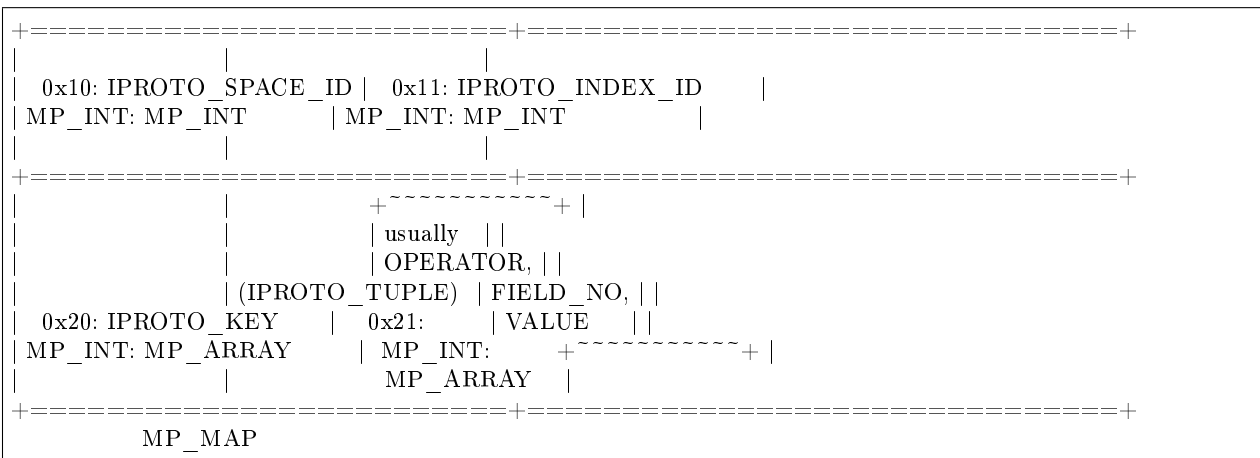 +=========================+===============================+
| | |
| 0x10: IPROTO_SPACE_ID | 0x11: IPROTO_INDEX_ID |
| MP_INT: MP_INT | MP_INT: MP_INT |
| | |
+=========================+===============================+
| | +~~~~~~~~~~~+ |
| | | usually | |
| | | OPERATOR, | |
| | (IPROTO_TUPLE) | FIELD_NO, | |
| 0x20: IPROTO_KEY | 0x21: | VALUE | |
| MP_INT: MP_ARRAY | MP_INT: +~~~~~~~~~~~+ |
| | MP_ARRAY |
+=========================+===============================+
MP_MAP